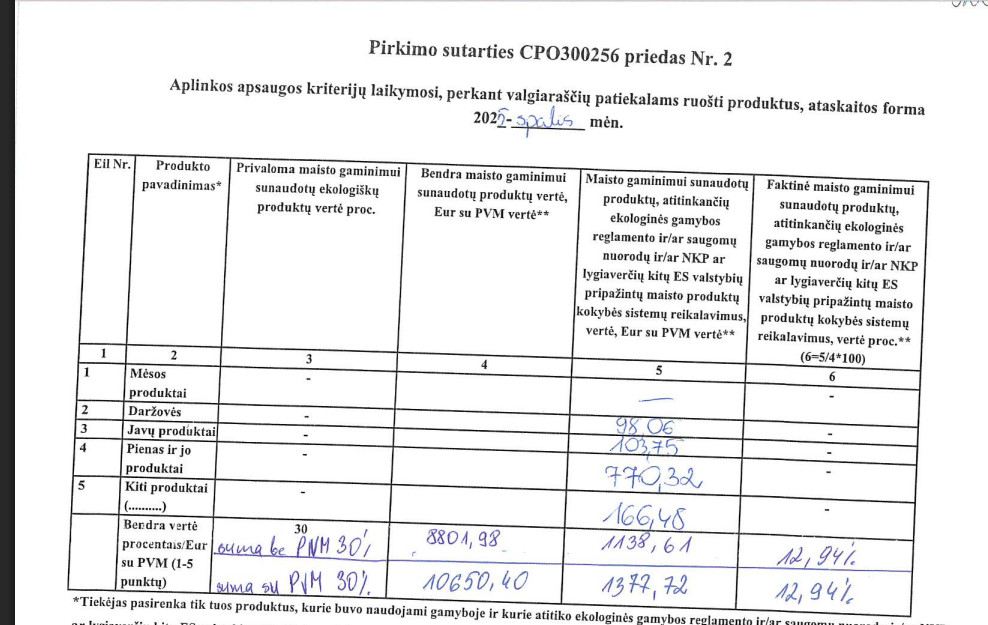 Pirkimo sutarties CPO300256 priedas Nr. 2
Aplinkos apsaugos kriterijų laikymosi, perkant valgiaraščių patiekalams ruošti produktus, ataskaitos forma
2025-spalis mėn.
Eil Nr.
Produkto
pavadinimas*
Privaloma maisto gaminimui
sunaudotų ekologiškų
produktų vertė proc.
Bendra maisto gaminimui
sunaudotų produktų vertė,
Eur su PVM vertė**
Maisto gaminimui sunaudotų
produktų, atitinkančių
ekologinės gamybos
reglamento ir/ar saugomų
nuorodų ir/ar NKP ar
lygiaverčių kitų ES valstybių
pripažintų maisto produktų
kokybės sistemų reikalavimus,
vertė, Eur su PVM vertė**
Faktinė maisto gaminimui
sunaudotų produktų,
atitinkančių ekologinės
gamybos reglamento ir/ar
saugomų nuorodų ir/ar NKP
ar lygiaverčių kitų ES
valstybių pripažintų maisto
produktų kokybės sistemų
reikalavimus, vertė proc.**
(6=5/4*100)
1 2 3 4 5 6
1 Mėsos
produktai - — -
2 Daržovės - 98,06 -
3 Javų produktai - 103,75 -
4 Pienas ir jo
produktai - 770,32 -
5 Kiti produktai
(..........) - 166,48 -
Bendra vertė
procentais/Eur
su PVM (1-5
punktų)
30
suma be PVM 30% 8801,98 1138,61 12,94%
suma su PVM 30% 10650,40 1377,72 12,94%
*Tiekėjas pasirenka tik tuos produktus, kurie buvo naudojami gamyboje ir kurie atitiko ekologinės gamybos reglamento ir/ar saugomų nuorodų